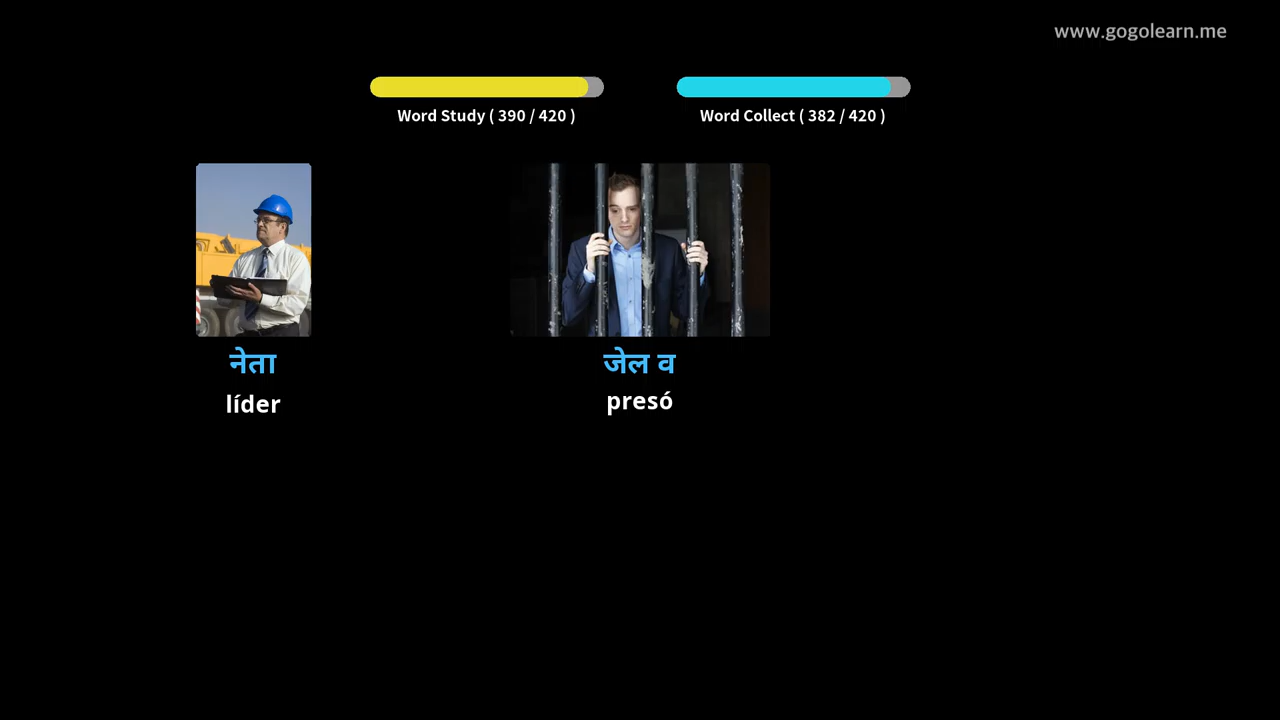 www.gogolearn.me
Word Study ( 390 / 420 )
Word Collect ( 382 / 420 )
नेता
líder
जेल व
presó